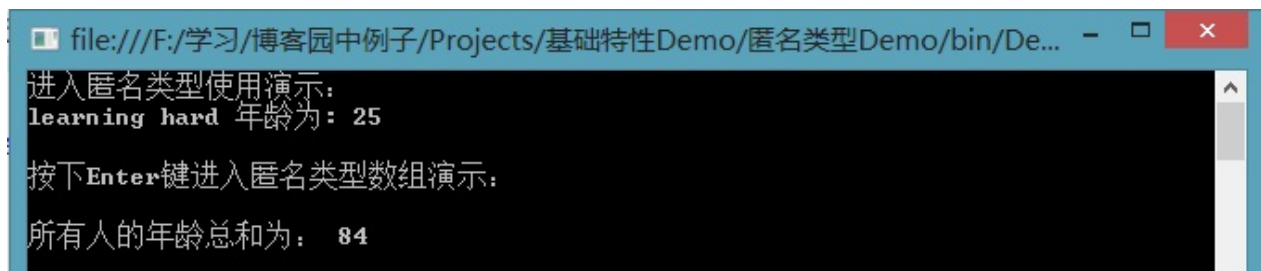 file:///F:/学习/博客园中例子/Projects/基础特性Demo/匿名类型Demo/bin/De...
进入匿名类型使用演示：
learning hard 年龄为: 25
按下Enter键进入匿名类型数组演示：
所有人的年龄总和为： 84